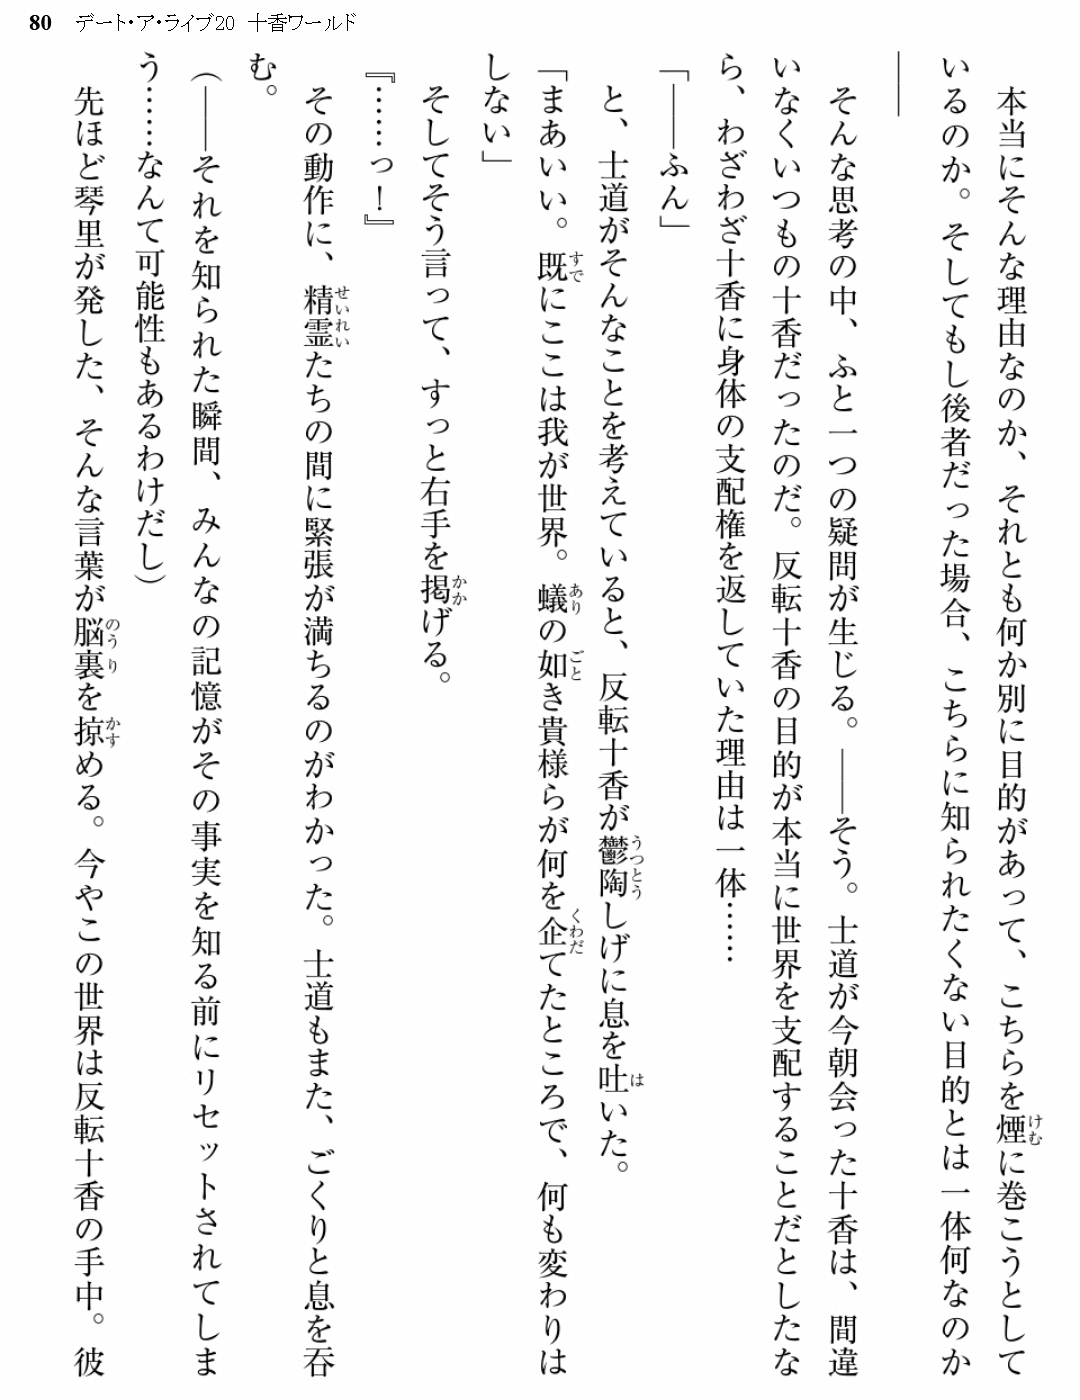 80 デート・ア・ライブ20 十香ワールド
本当にそんな理由なのか、それとも何か別に目的があって、こちらを煙に巻こうとして
いるのか。そしてもし後者だった場合、こちらに知られたくない目的とは一体何なのか
――
そんな思考の中、ふと一つの疑問が生じる。――そう。士道が今朝会った十香は、間違
いなくいつもの十香だったのだ。反転十香の目的が本当に世界を支配することだとしたな
ら、わざわざ十香に身体の支配権を返していた理由は一体……
「――ふん」
と、士道がそんなことを考えていると、反転十香が鬱陶しげに息を吐いた。
「まあいい。既にここは我が世界。蟻の如き貴様らが何を企てたところで、何も変わりは
しない」
そしてそう言って、すっと右手を掲げる。
『……っ！』
その動作に、精霊たちの間に緊張が満ちるのがわかった。士道もまた、ごくりと息を呑
む。
（――それを知られた瞬間、みんなの記憶がその事実を知る前にリセットされてしま
う……なんて可能性もあるわけだし）
先ほど琴里が発した、そんな言葉が脳裏を掠める。今やこの世界は反転十香の手中。彼